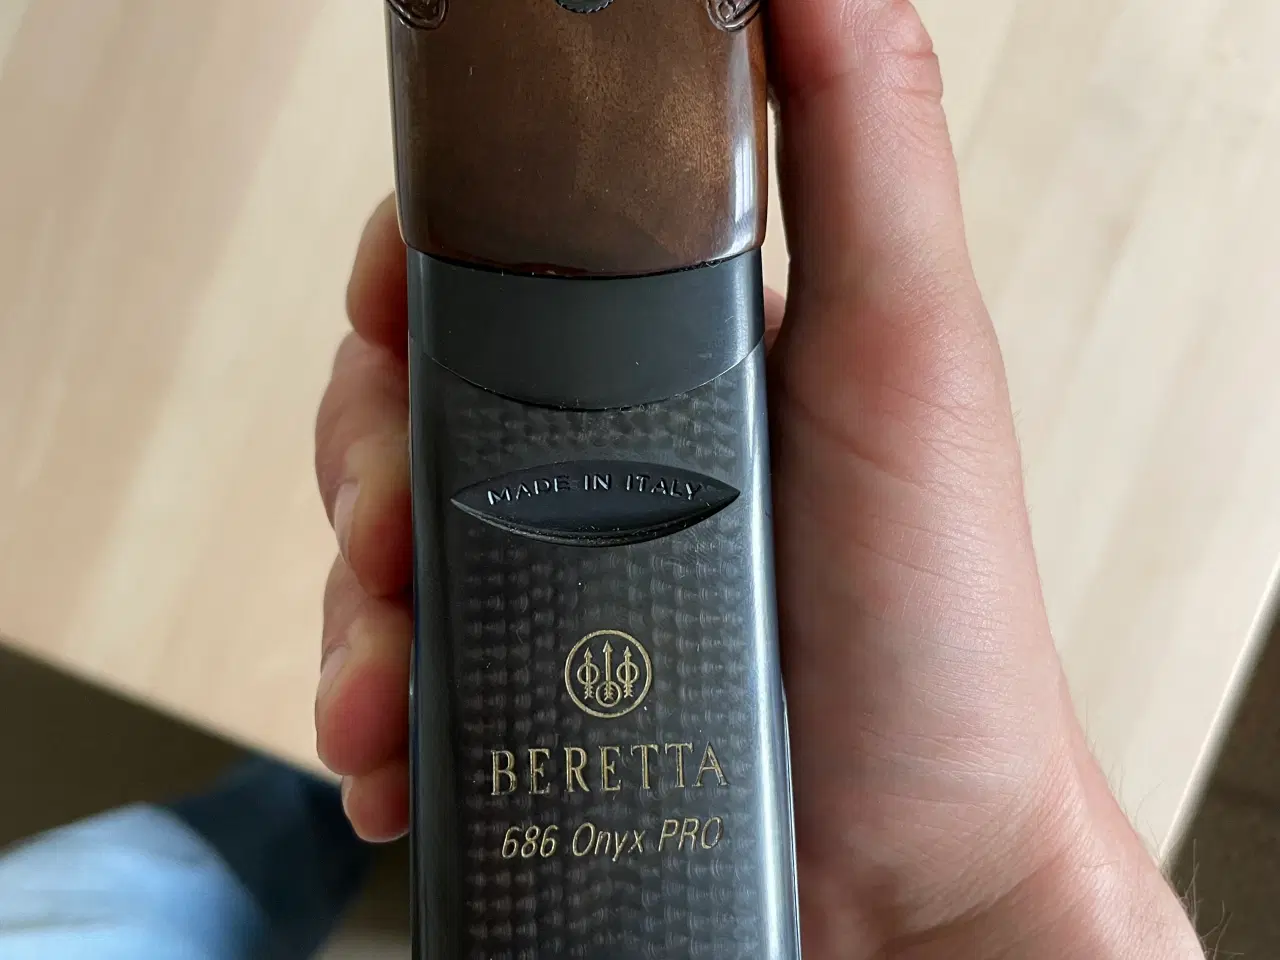 MADE IN ITALY
BERETTA
686 Onyx PRO